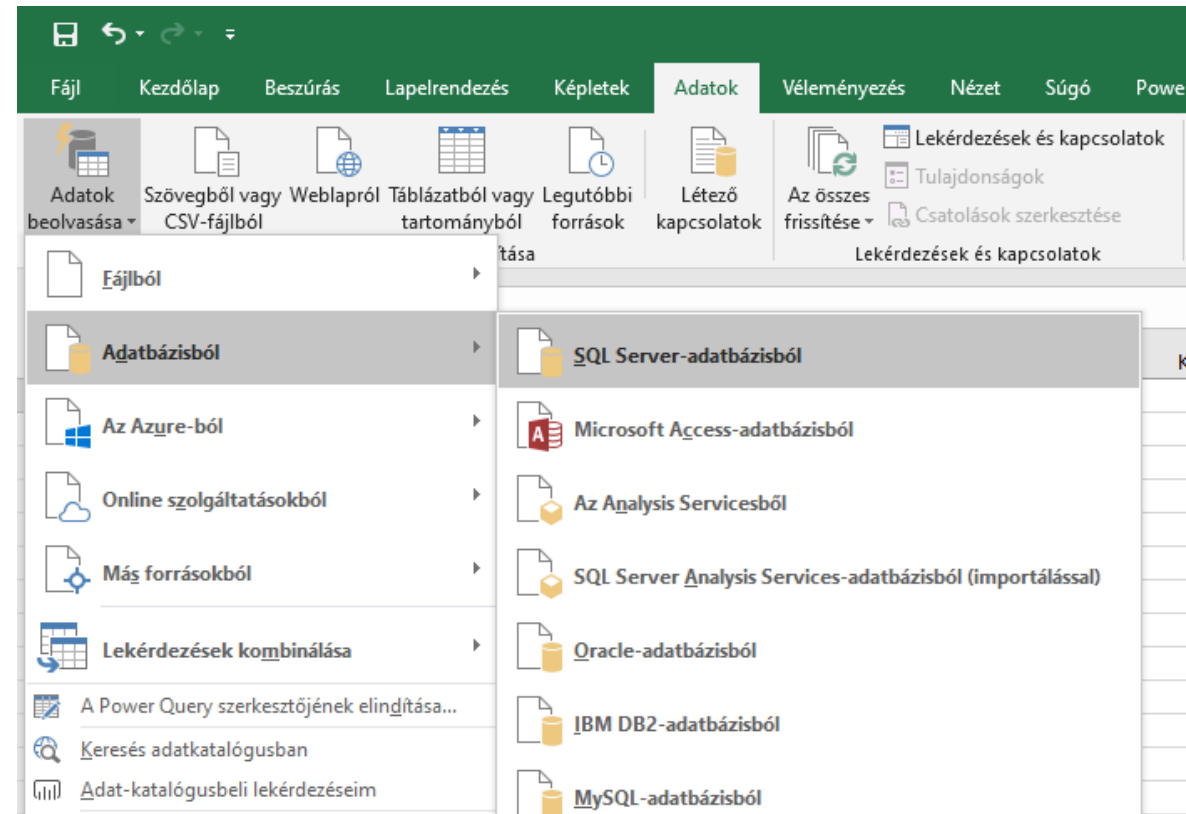 Fájl Kezdőlap Beszúrás Lapelrendezés Képletek Adatok Véleményezés Nézet Súgó Powe
Adatok
beolvasása
Szövegből vagy
CSV-fájlból
Weblapról
Táblázatból vagy
tartományból
Legutóbbi
források
Létező
kapcsolatok
Az összes
frissítése
Lekérdezések és kapcsolatok
Tulajdonságok
Csatolások szerkesztése
ítása
Lekérdezések és kapcsolatok
Fájlból
Adatbázisból
Az Azure-ból
Online szolgáltatásokból
Más forrásokból
Lekérdezések kombinálása
A Power Query szerkesztőjének elindítása...
Keresés adatkatalógusban
Adat-katalógusbeli lekérdezéseim
SQL Server-adatbázisból
Microsoft Access-adatbázisból
Az Analysis Servicesből
SQL Server Analysis Services-adatbázisból (importálással)
Oracle-adatbázisból
IBM DB2-adatbázisból
MySQL-adatbázisból
K